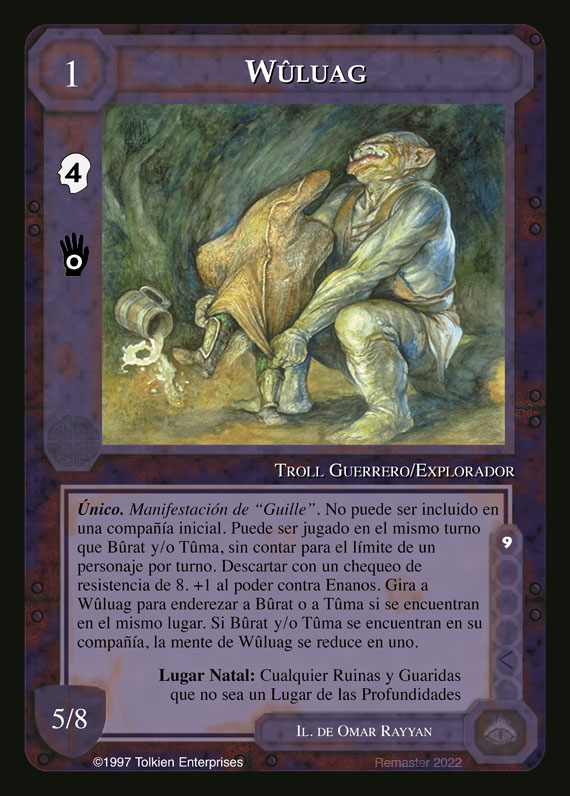 1
WÛLUAG
4
0
TROLL GUERRERO/EXPLORADOR
Único. Manifestación de “Guille”. No puede ser incluido en
una compañía inicial. Puede ser jugado en el mismo turno
que Bûrat y/o Tûma, sin contar para el límite de un
personaje por turno. Descartar con un chequeo de
resistencia de 8. +1 al poder contra Enanos. Gira a
Wûluag para enderezar a Bûrat o a Tûma si se encuentran
en el mismo lugar. Si Bûrat y/o Tûma se encuentran en su
compañía, la mente de Wûluag se reduce en uno.
9
Lugar Natal: Cualquier Ruinas y Guaridas
que no sea un Lugar de las Profundidades
5/8
IL. DE OMAR RAYYAN
©1997 Tolkien Enterprises
Remaster 2022